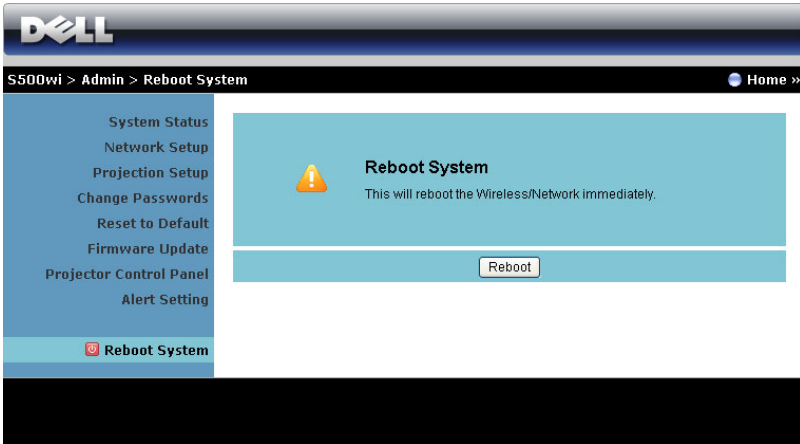 DELL
S500wi > Admin > Reboot System
Home »
System Status
Network Setup
Projection Setup
Change Passwords
Reset to Default
Firmware Update
Projector Control Panel
Alert Setting
Reboot System
Reboot System
This will reboot the Wireless/Network immediately.
Reboot